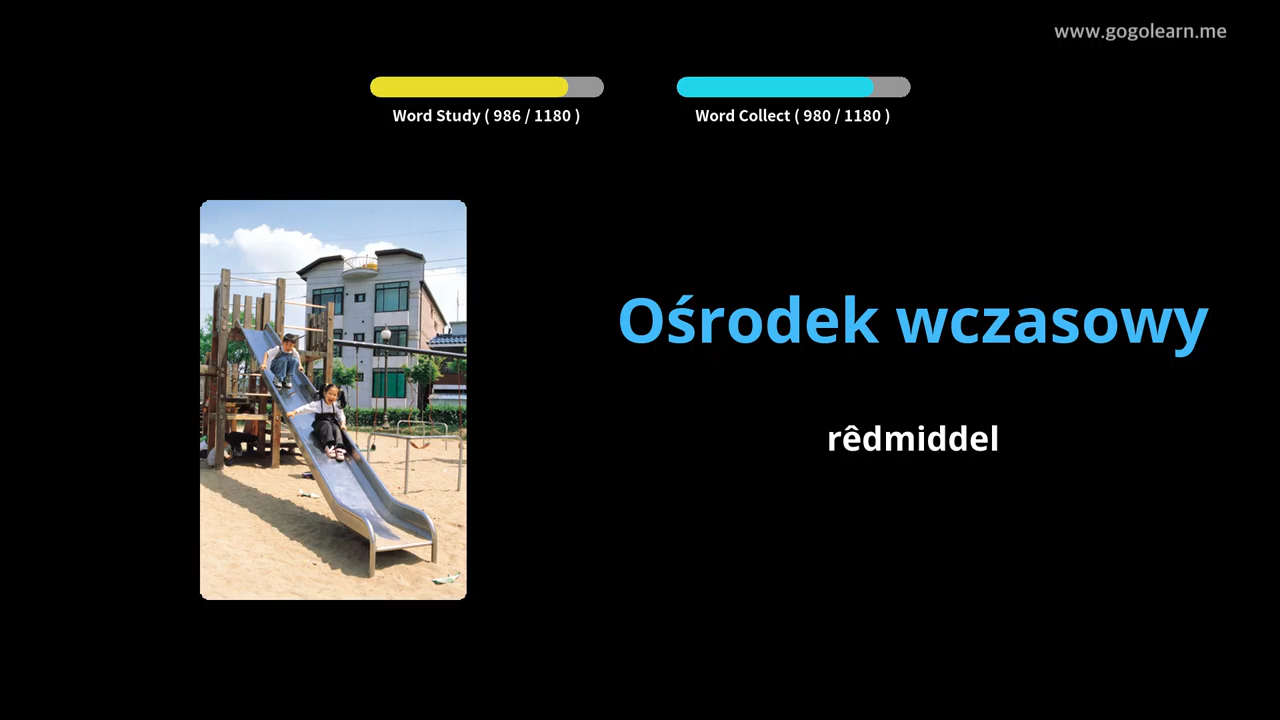 www.gogolearn.me
Word Study ( 986 / 1180 )
Word Collect ( 980 / 1180 )
Ośrodek wczasowy
rêdmiddel